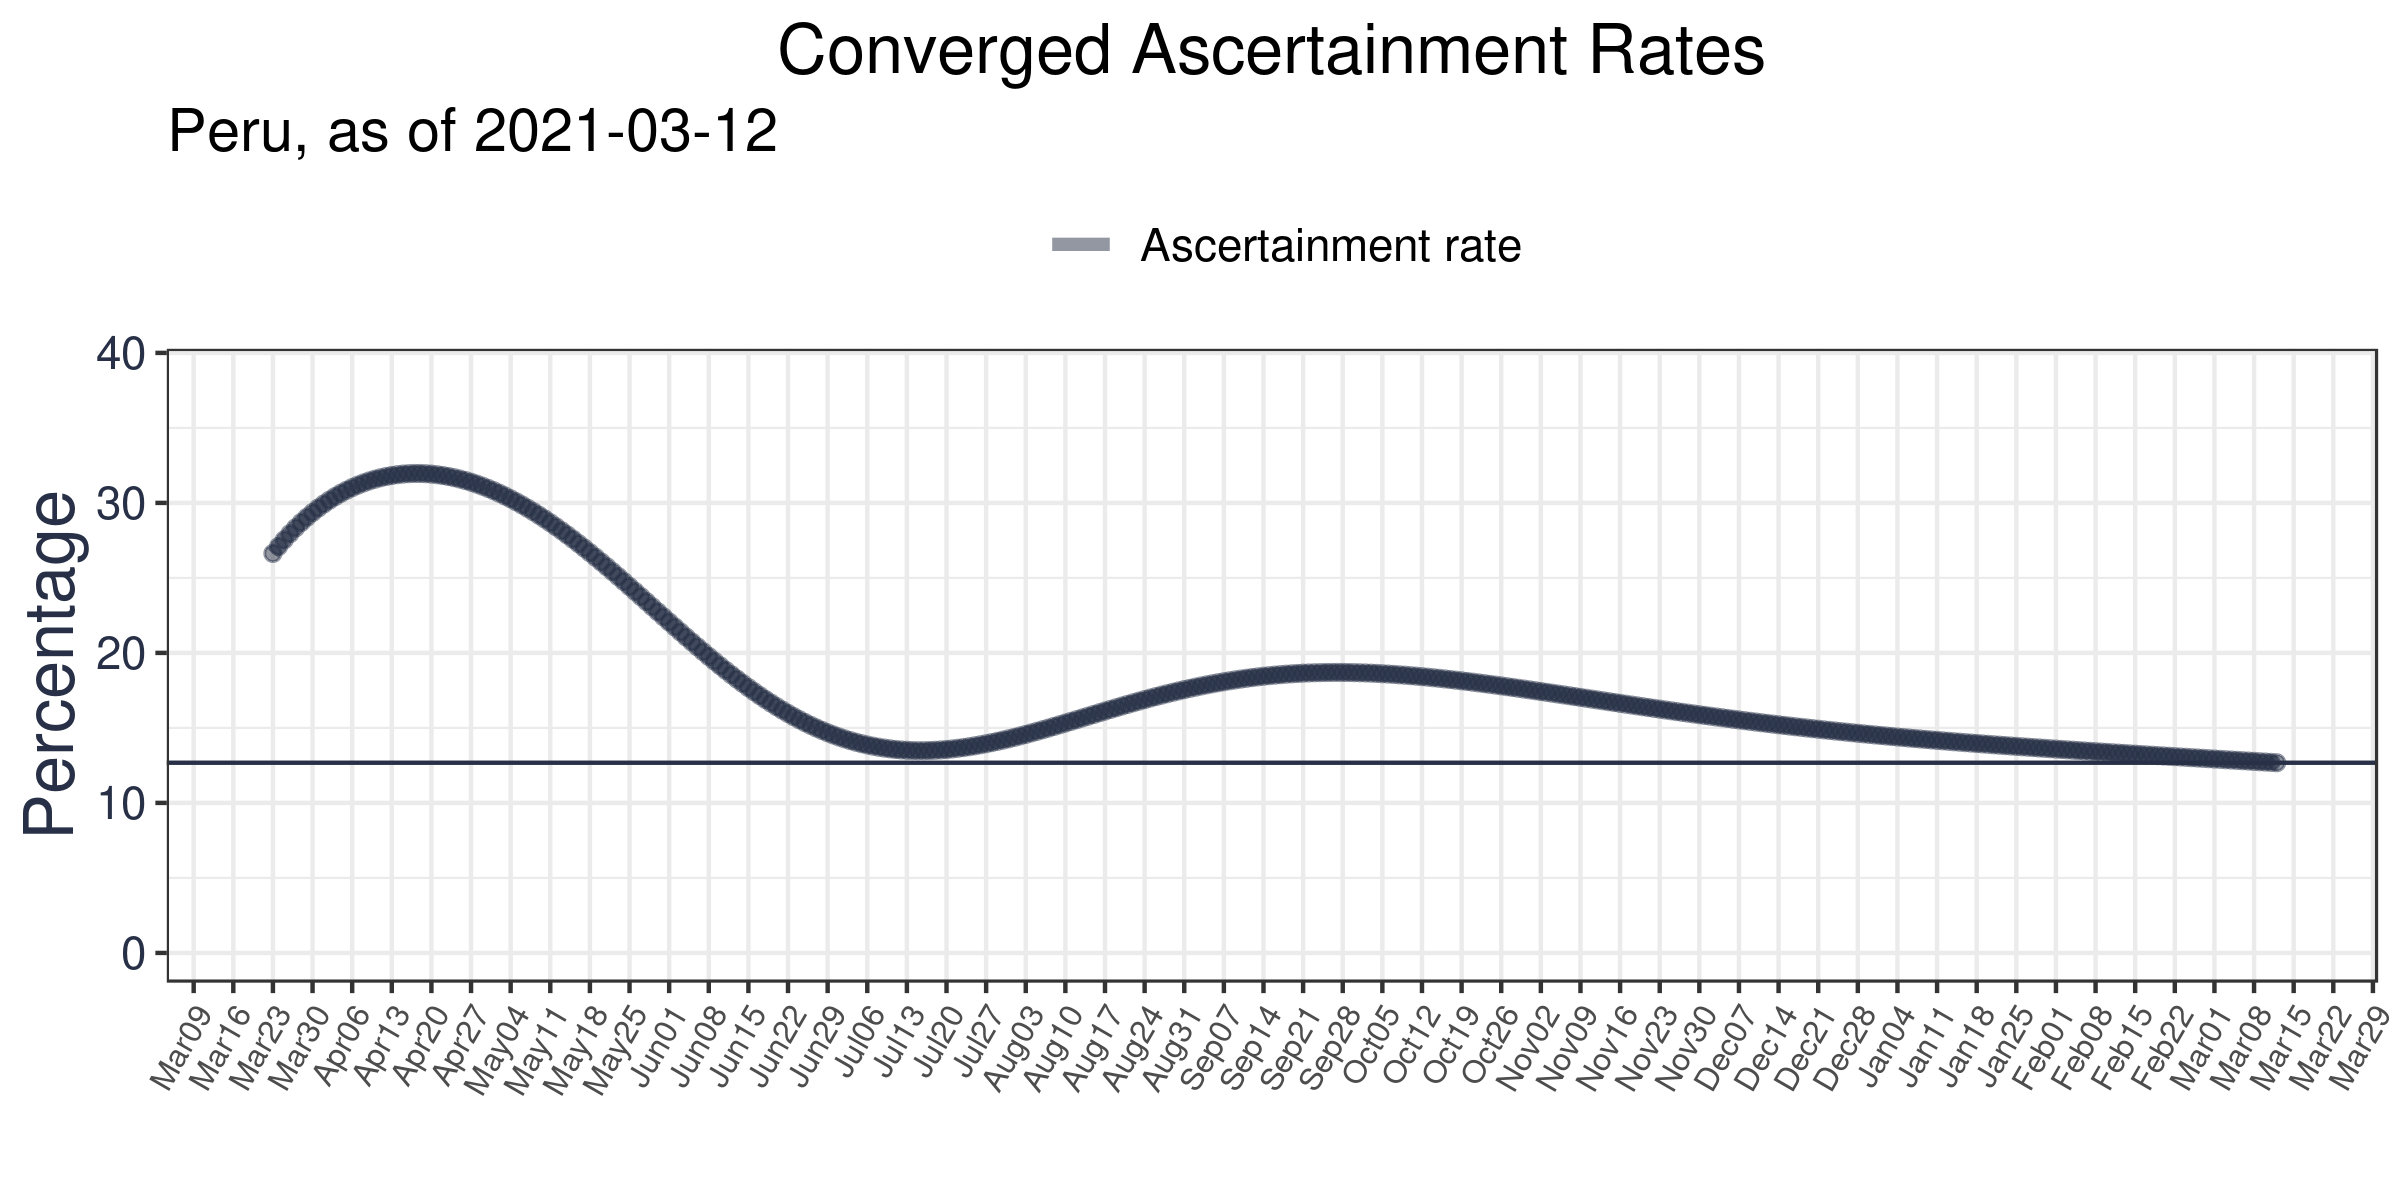 Converged Ascertainment Rates
Peru, as of 2021-03-12
Ascertainment rate
Percentage
40
30
20
10
0
Mar09 Mar16 Mar23 Mar30 Apr06 Apr13 Apr20 Apr27 May04 May11 May18 May25 Jun01 Jun08 Jun15 Jun22 Jun29 Jul06 Jul13 Jul20 Jul27 Aug03 Aug10 Aug17 Aug24 Aug31 Sep07 Sep14 Sep21 Sep28 Oct05 Oct12 Oct19 Oct26 Nov02 Nov09 Nov16 Nov23 Nov30 Dec07 Dec14 Dec21 Dec28 Jan04 Jan11 Jan18 Jan25 Feb01 Feb08 Feb15 Feb22 Mar01 Mar08 Mar15 Mar22 Mar29